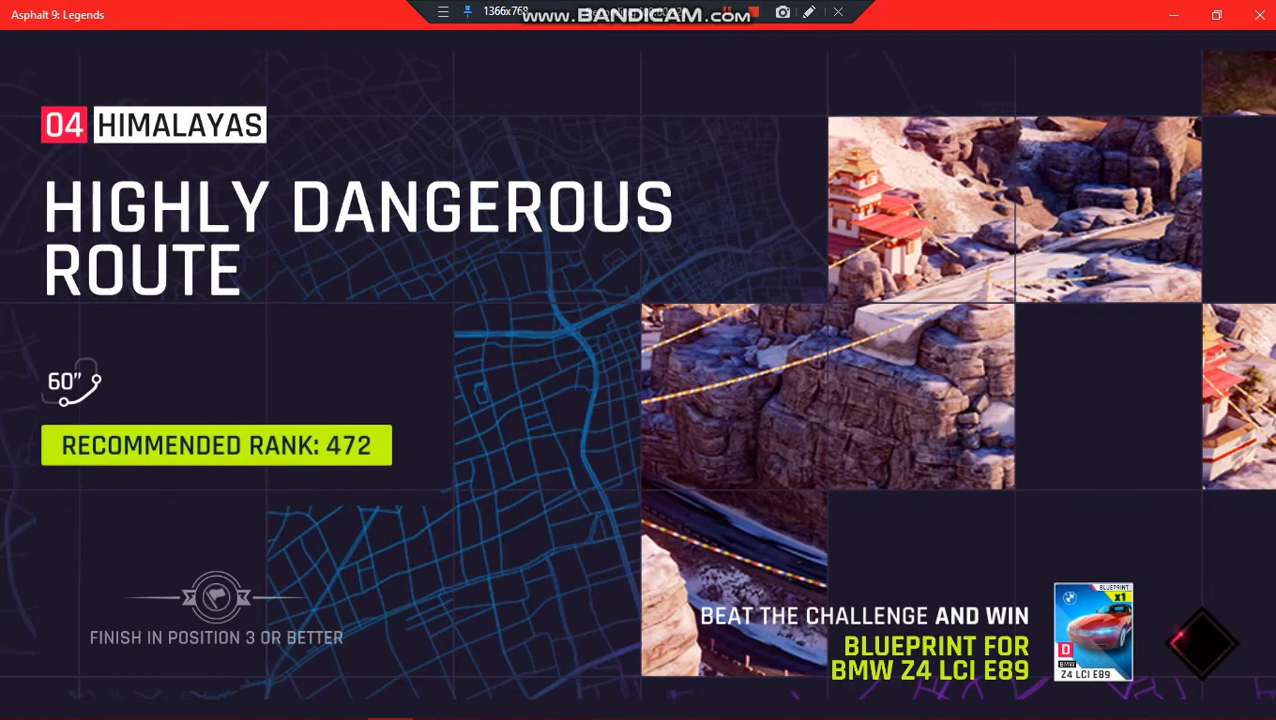 Asphalt 9: Legends
1366x768
www.BANDICAM.com
04 HIMALAYAS
HIGHLY DANGEROUS
ROUTE
60"
RECOMMENDED RANK: 472
FINISH IN POSITION 3 OR BETTER
BEAT THE CHALLENGE AND WIN
BLUEPRINT FOR
BMW Z4 LCI E89
BLUEPRINT
x1
D
BMW
Z4 LCI E89